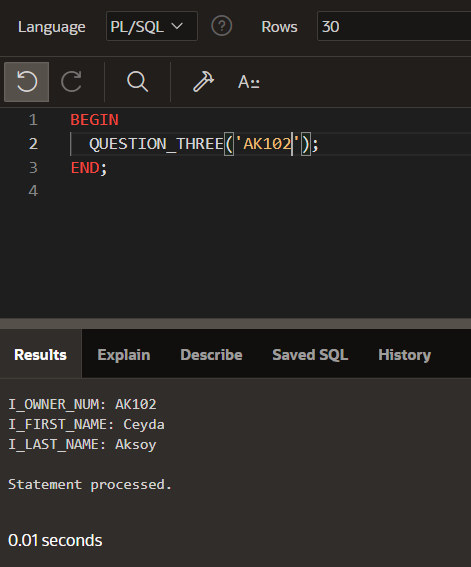 Language PL/SQL ? Rows 30
A::
1 BEGIN
2 QUESTION_THREE('AK102');
3 END;
4
Results Explain Describe Saved SQL History
I_OWNER_NUM: AK102
I_FIRST_NAME: Ceyda
I_LAST_NAME: Aksoy
Statement processed.
0.01 seconds